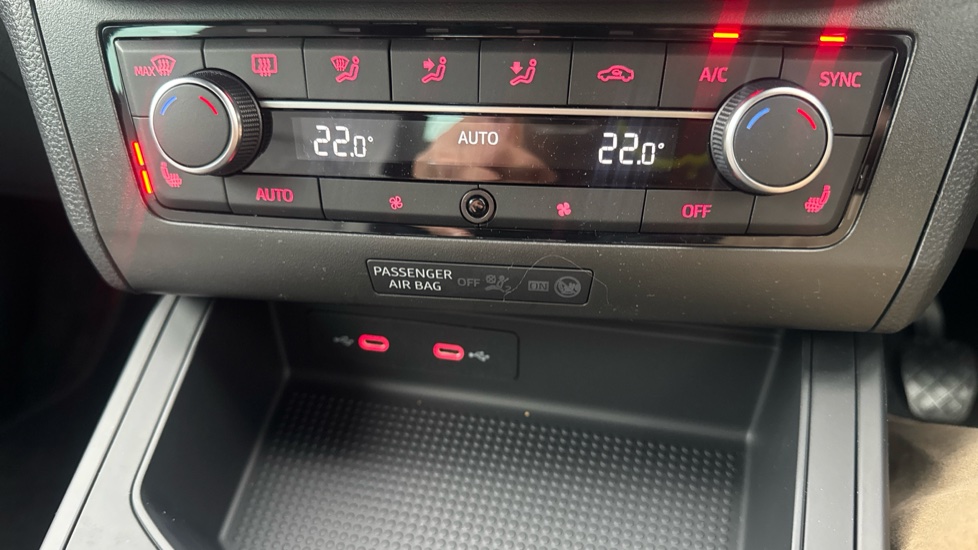 MAX
A/C
SYNC
22.0°
AUTO
22.0°
AUTO
OFF
PASSENGER
AIR BAG
OFF
ON